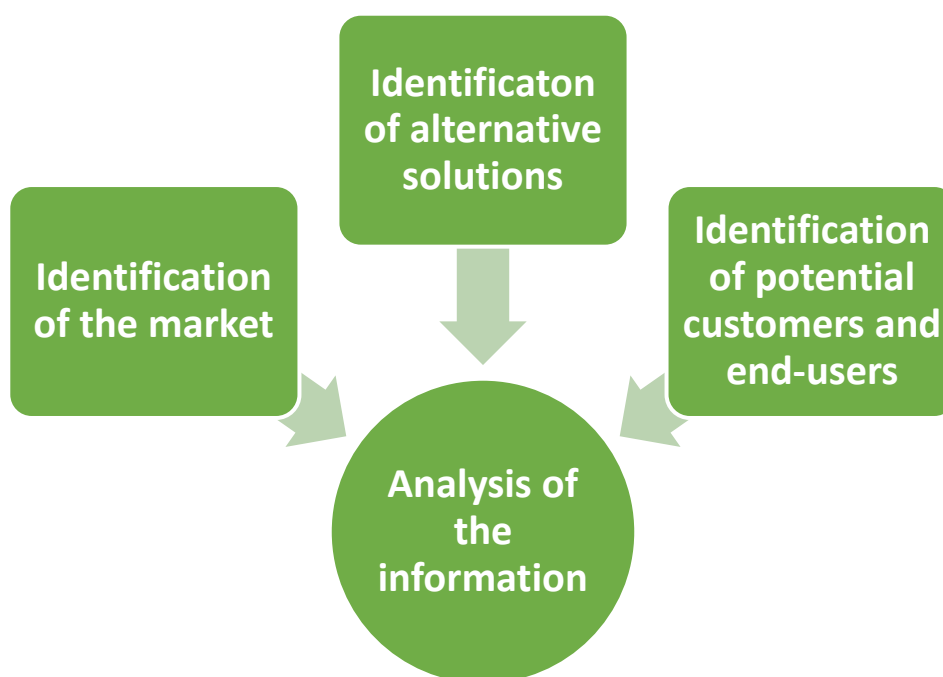 Identificaton
of alternative
solutions
Identification
of the market
Identification
of potential
customers and
end-users
Analysis of
the
information